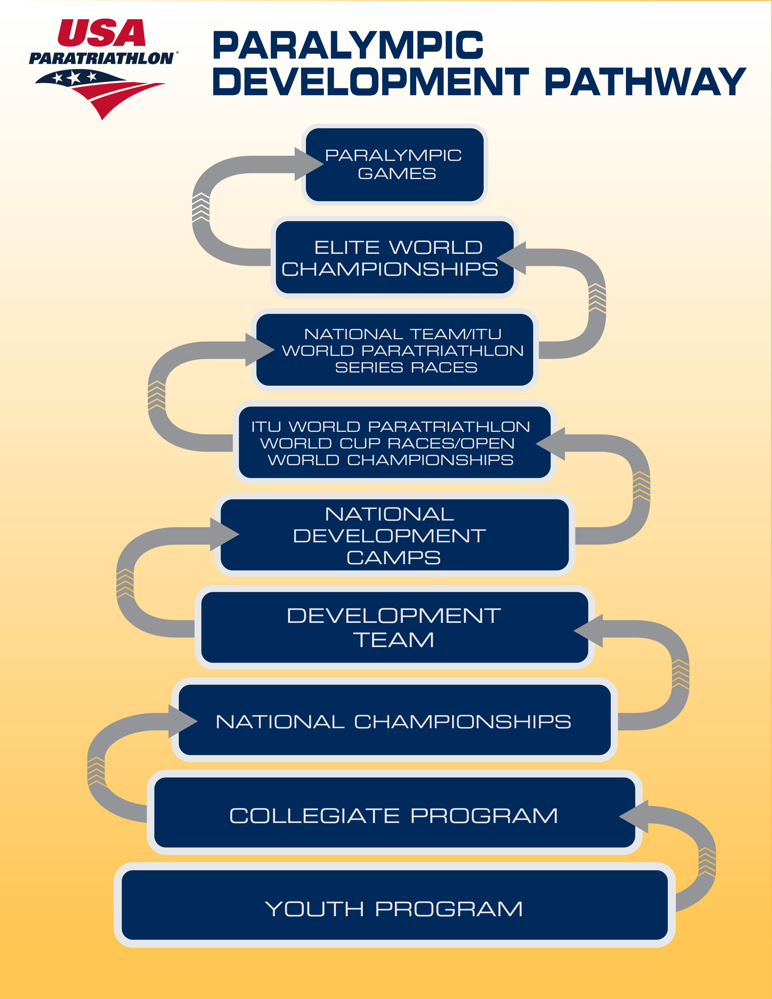 USA
PARATRIATHLON®
PARALYMPIC
DEVELOPMENT PATHWAY
PARALYMPIC
GAMES
ELITE WORLD
CHAMPIONSHIPS
NATIONAL TEAM/ITU
WORLD PARATRIATHLON
SERIES RACES
ITU WORLD PARATRIATHLON
WORLD CUP RACES/OPEN
WORLD CHAMPIONSHIPS
NATIONAL
DEVELOPMENT
CAMPS
DEVELOPMENT
TEAM
NATIONAL CHAMPIONSHIPS
COLLEGIATE PROGRAM
YOUTH PROGRAM